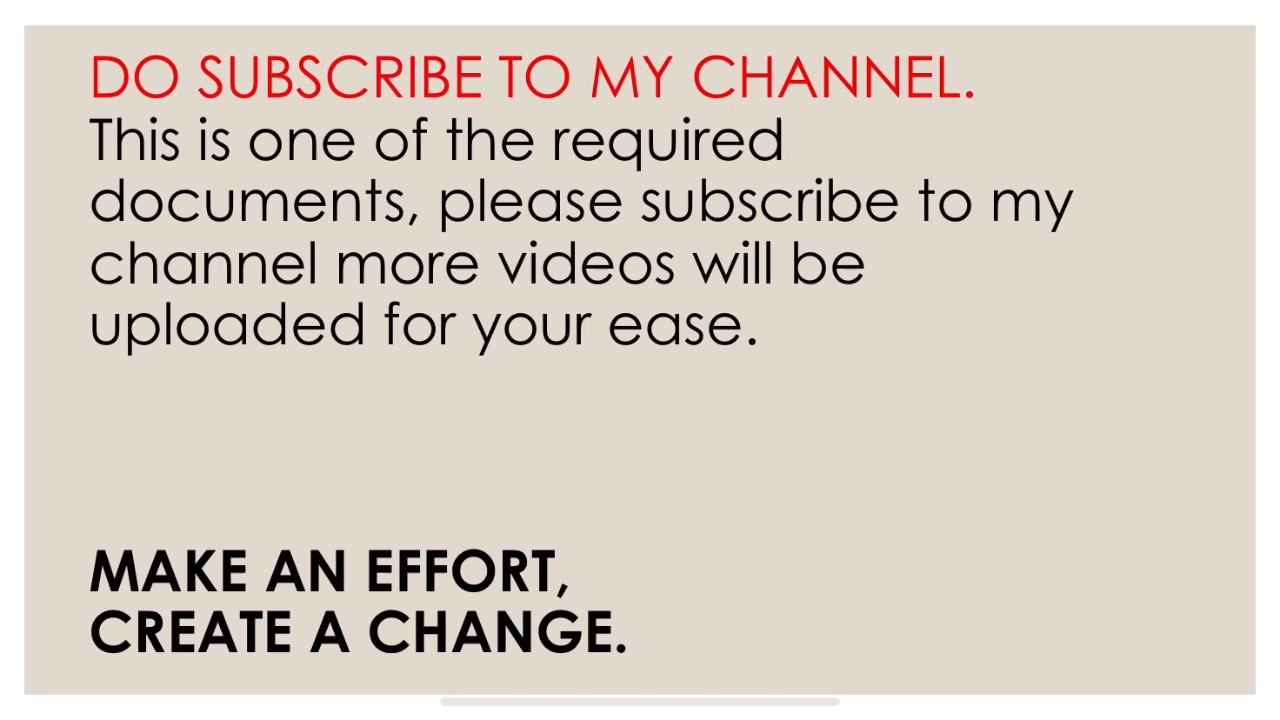 DO SUBSCRIBE TO MY CHANNEL.
This is one of the required
documents, please subscribe to my
channel more videos will be
uploaded for your ease.
MAKE AN EFFORT,
CREATE A CHANGE.